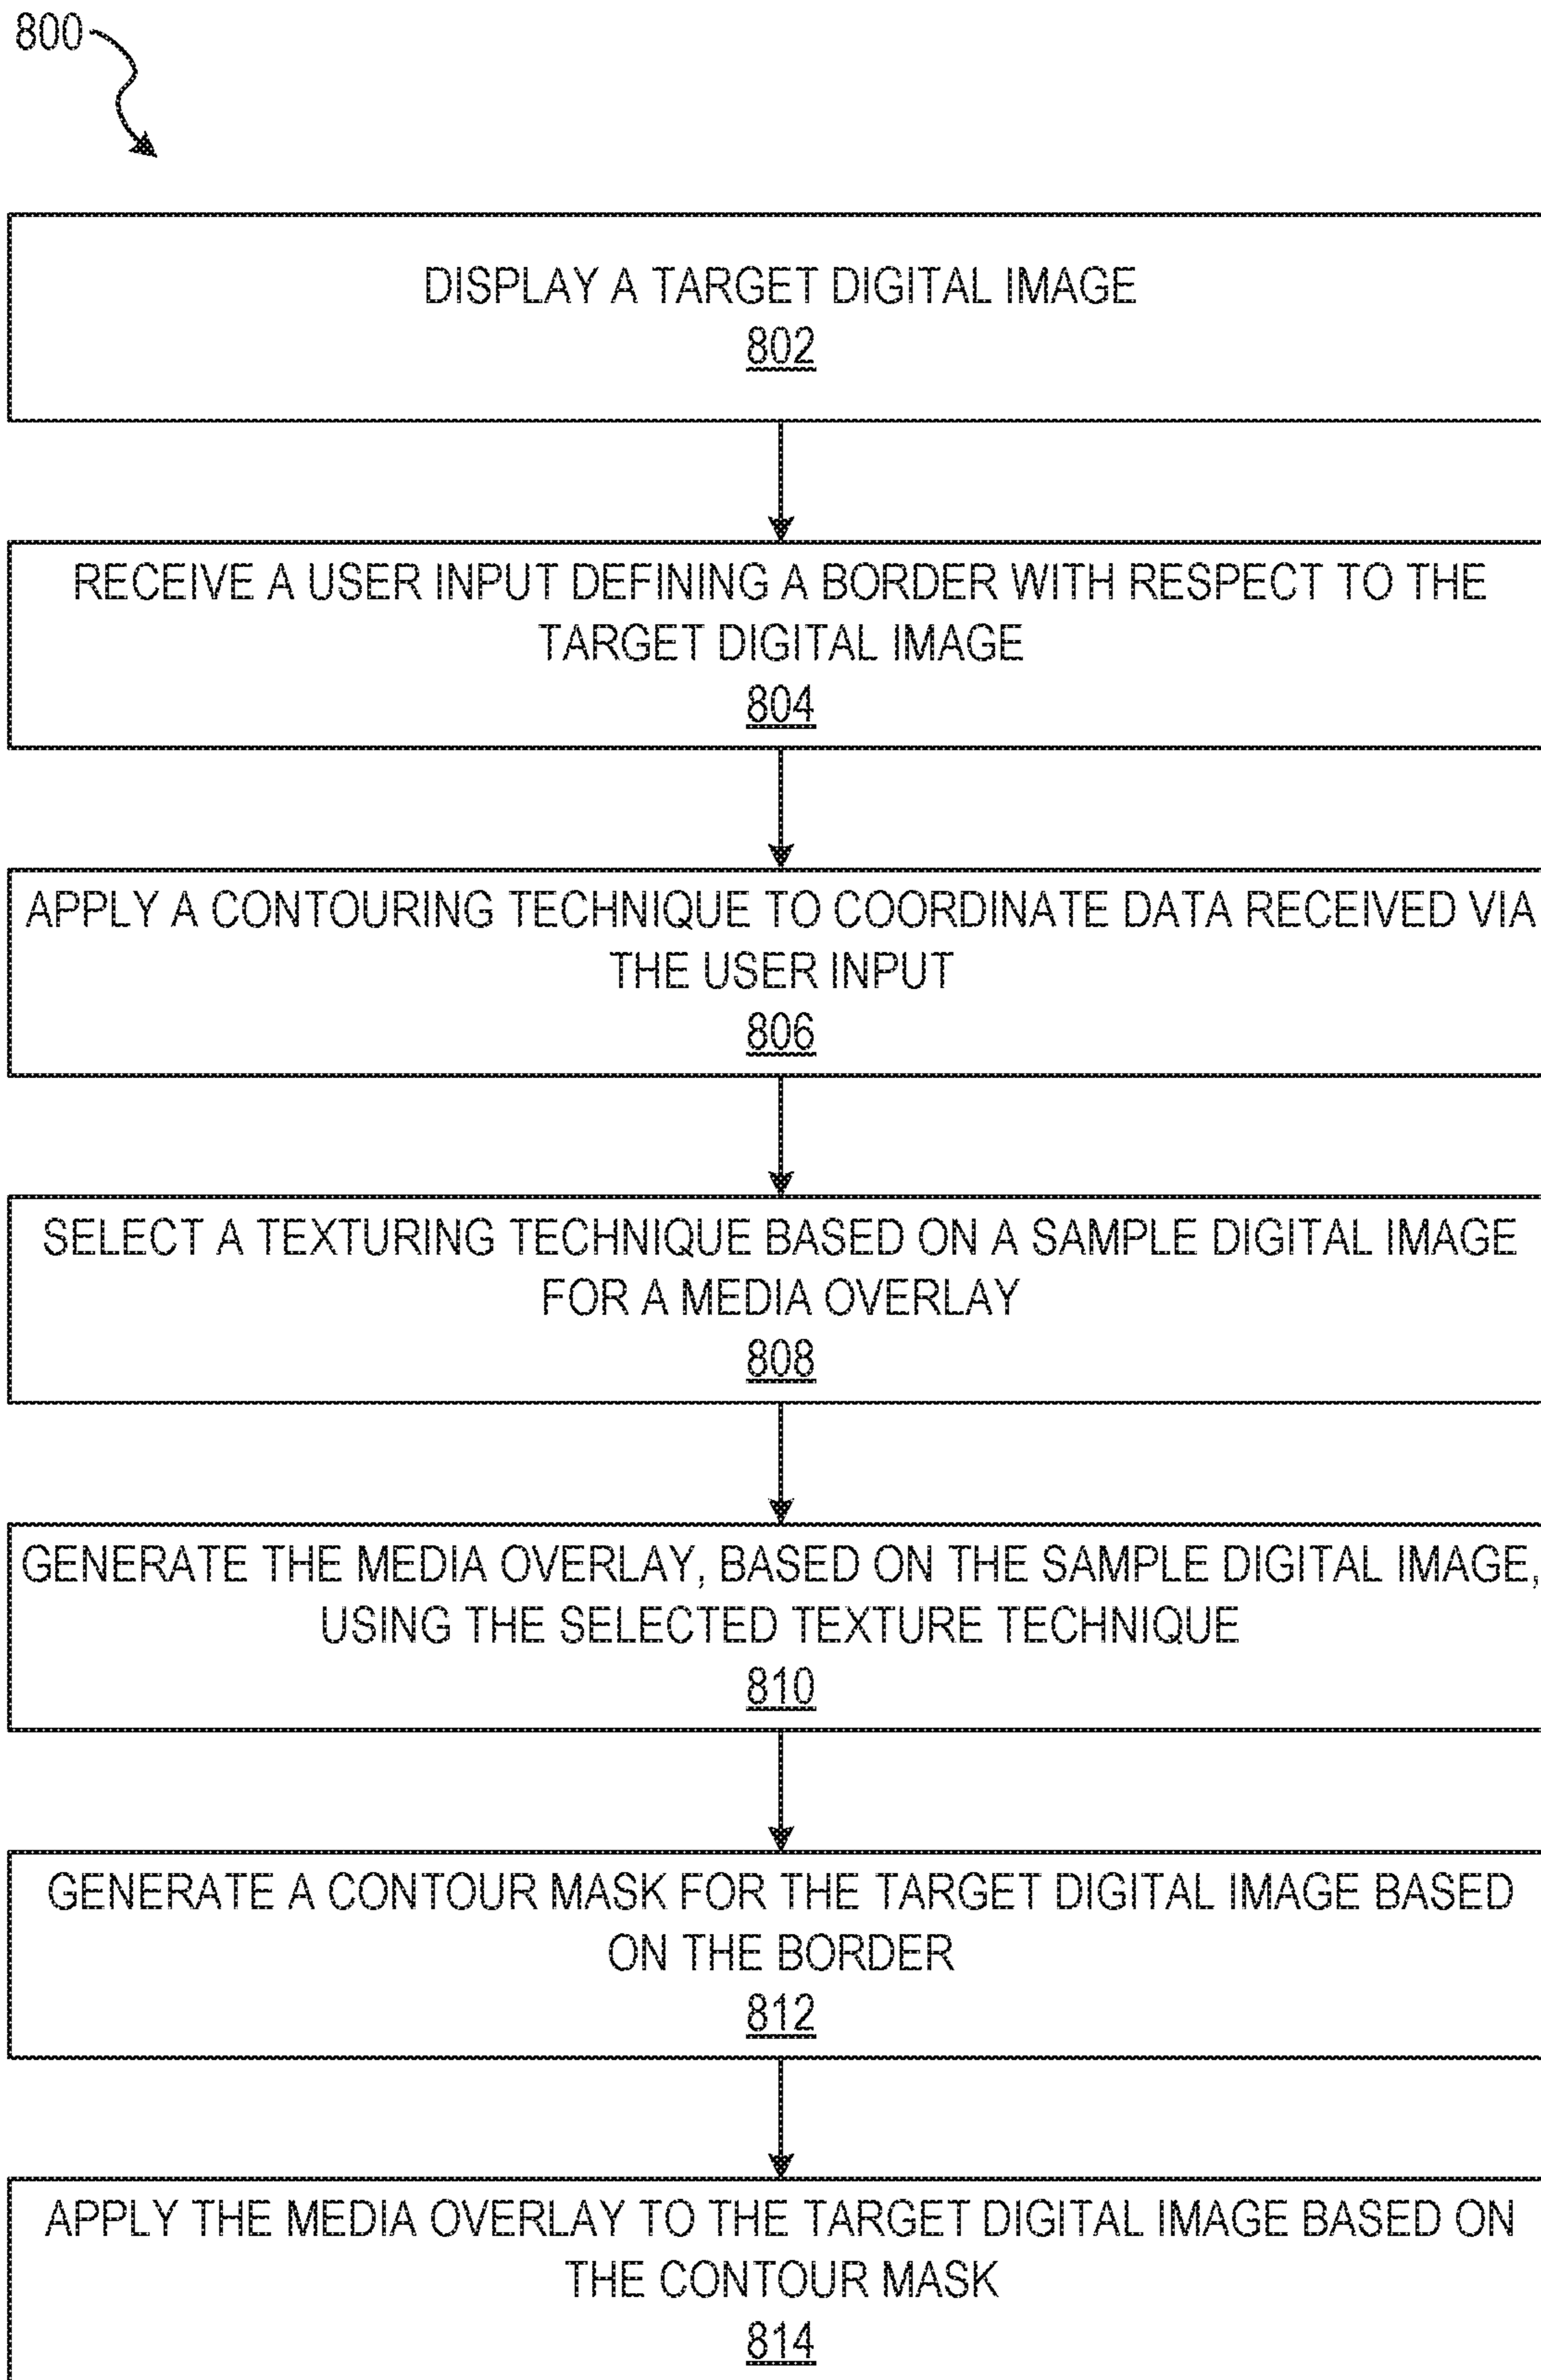 800
DISPLAY A TARGET DIGITAL IMAGE
802
RECEIVE A USER INPUT DEFINING A BORDER WITH RESPECT TO THE
TARGET DIGITAL IMAGE
804
APPLY A CONTOURING TECHNIQUE TO COORDINATE DATA RECEIVED VIA
THE USER INPUT
806
SELECT A TEXTURING TECHNIQUE BASED ON A SAMPLE DIGITAL IMAGE
FOR A MEDIA OVERLAY
808
GENERATE THE MEDIA OVERLAY, BASED ON THE SAMPLE DIGITAL IMAGE,
USING THE SELECTED TEXTURE TECHNIQUE
810
GENERATE A CONTOUR MASK FOR THE TARGET DIGITAL IMAGE BASED
ON THE BORDER
812
APPLY THE MEDIA OVERLAY TO THE TARGET DIGITAL IMAGE BASED ON
THE CONTOUR MASK
814